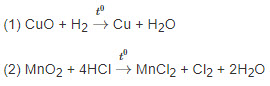 (1) CuO + H₂ →(t⁰) Cu + H₂O
(2) MnO₂ + 4HCl →(t⁰) MnCl₂ + Cl₂ + 2H₂O